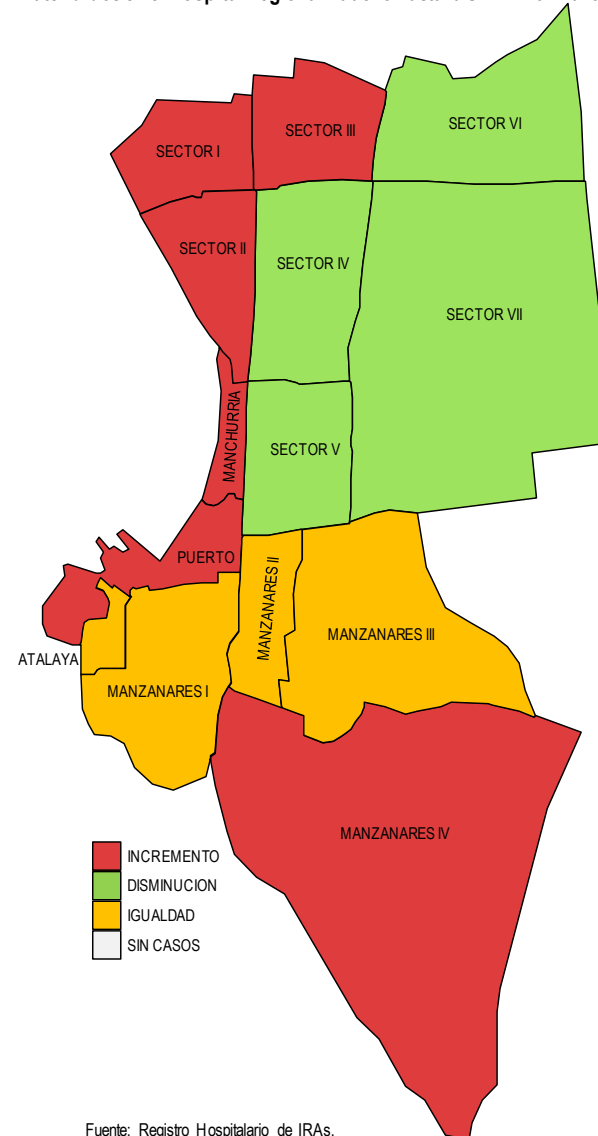 SECTOR VI
SECTOR III
SECTOR I
SECTOR II
SECTOR IV
SECTOR VII
MANCHURRIA
SECTOR V
PUERTO
MANZANARES II
MANZANARES III
ATALAYA
MANZANARES I
MANZANARES IV
INCREMENTO
DISMINUCION
IGUALDAD
SIN CASOS
Fuente: Registro Hospitalario de IRAs.